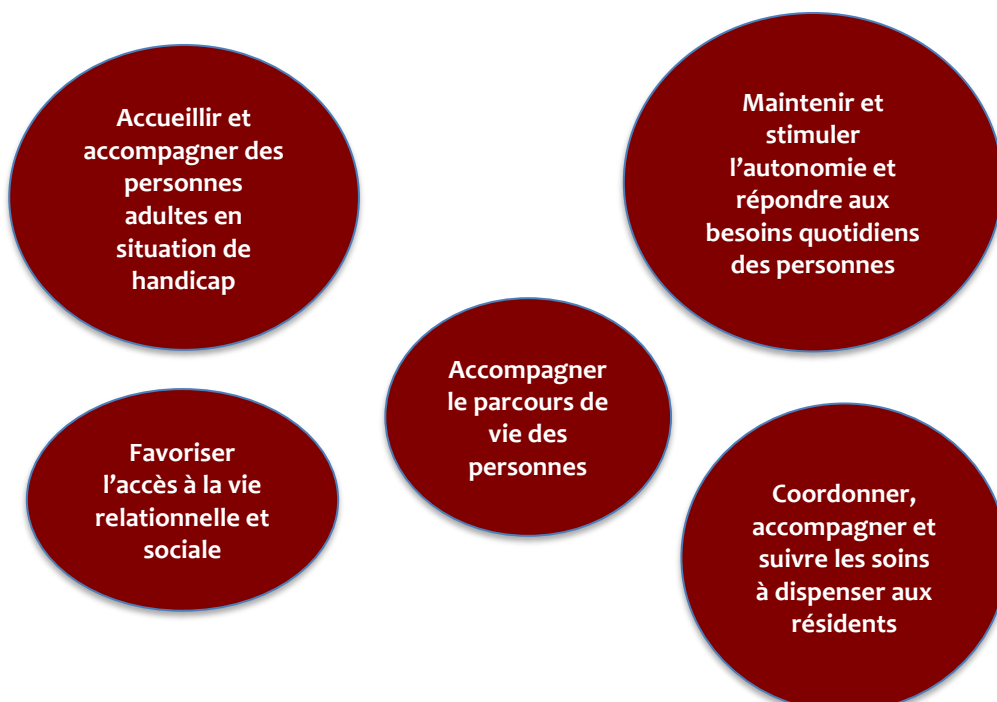 Accueillir et
accompagner des
personnes
adultes en
situation de
handicap
Maintenir et
stimuler
l’autonomie et
répondre aux
besoins quotidiens
des personnes
Accompagner
le parcours de
vie des
personnes
Favoriser
l’accès à la vie
relationnelle et
sociale
Coordonner,
accompagner et
suivre les soins
à dispenser aux
résidents